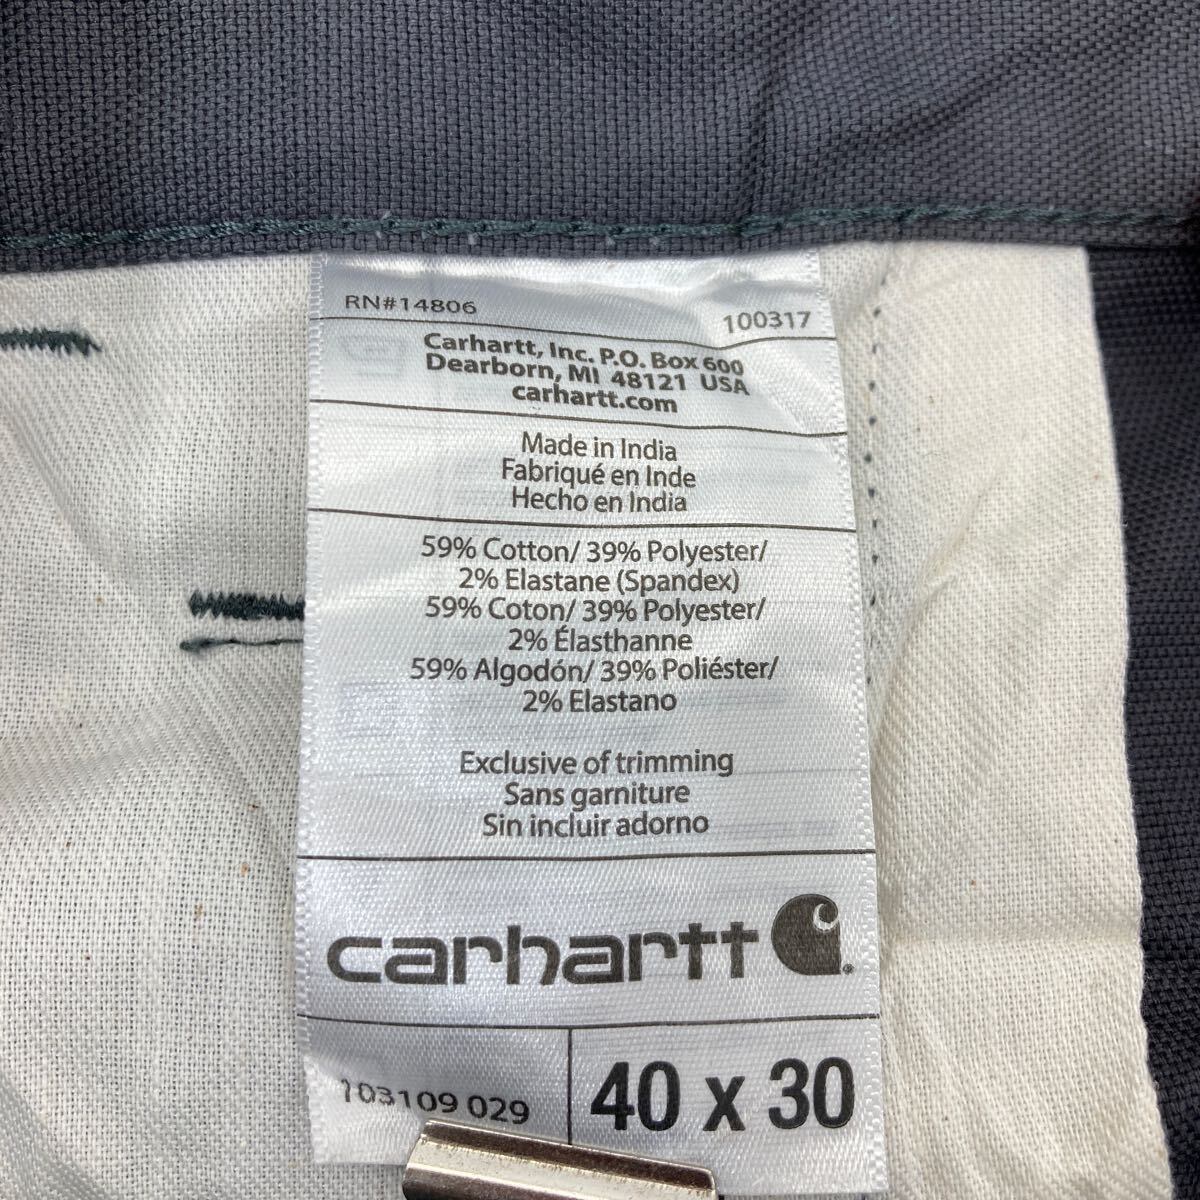 RN#14806
100317
Carhartt, Inc. P.O. Box 600
Dearborn, MI 48121 USA
carhartt.com
Made in India
Fabriqué en Inde
Hecho en India
59% Cotton/ 39% Polyester/
2% Elastane (Spandex)
59% Coton/ 39% Polyester/
2% Élasthanne
59% Algodón/ 39% Poliéster/
2% Elastano
Exclusive of trimming
Sans garniture
Sin incluir adorno
carhartt
103109 029
40 x 30